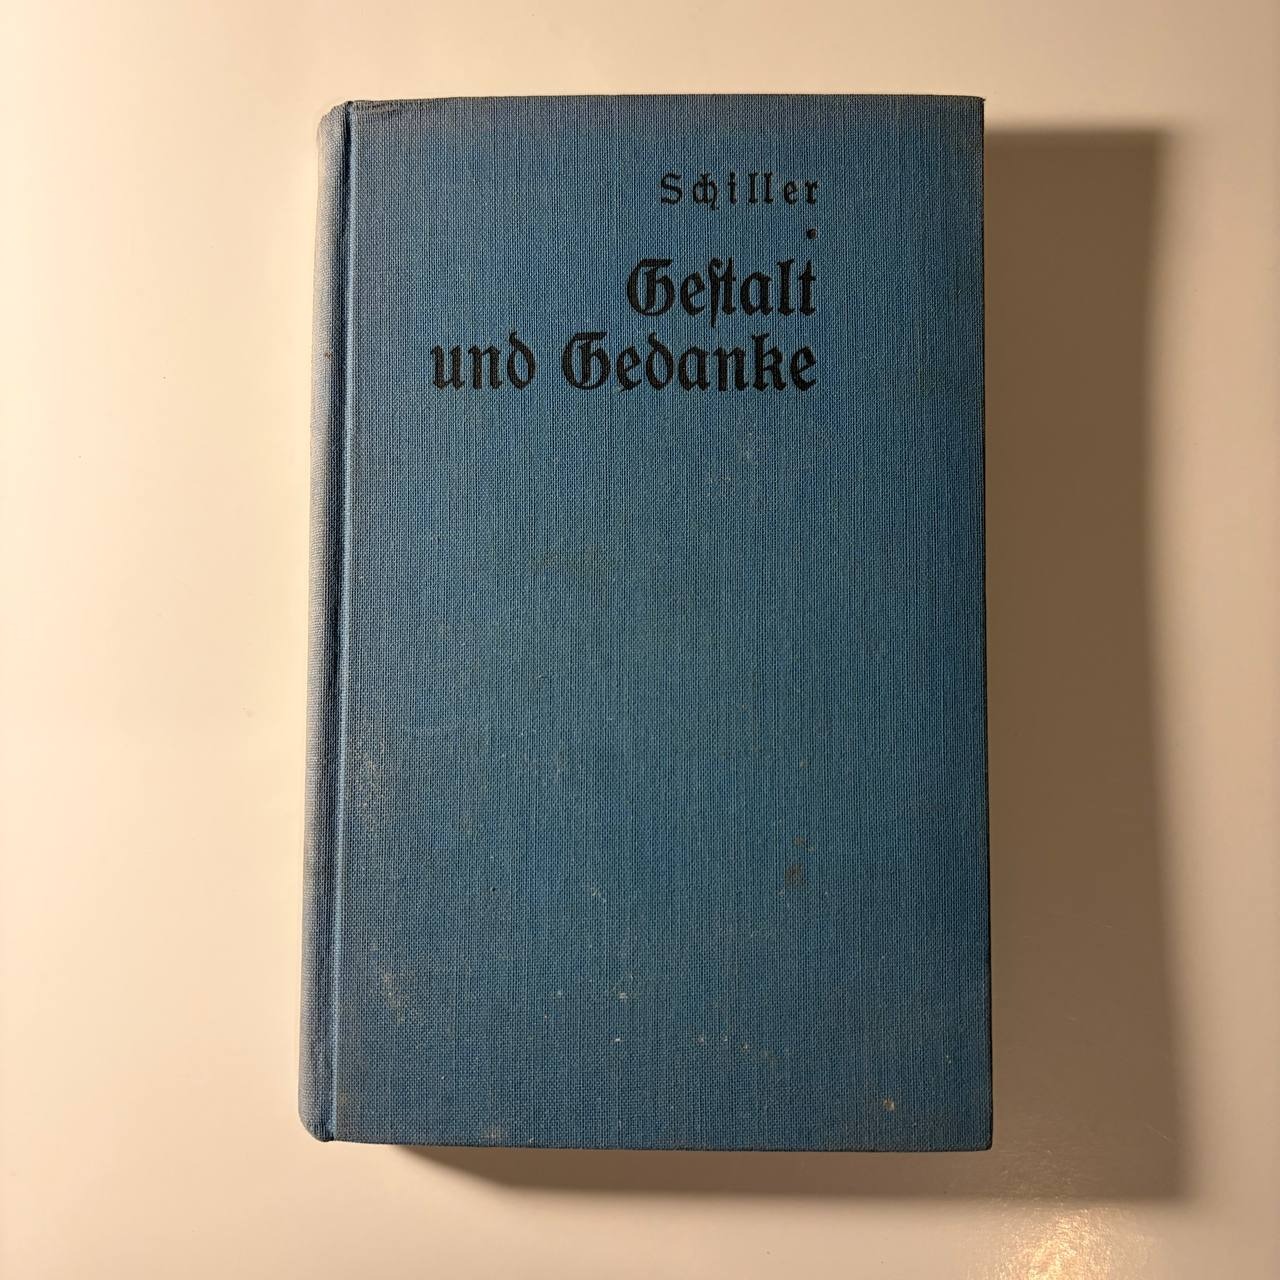 Schiller
•
Geſtalt
und Gedanke